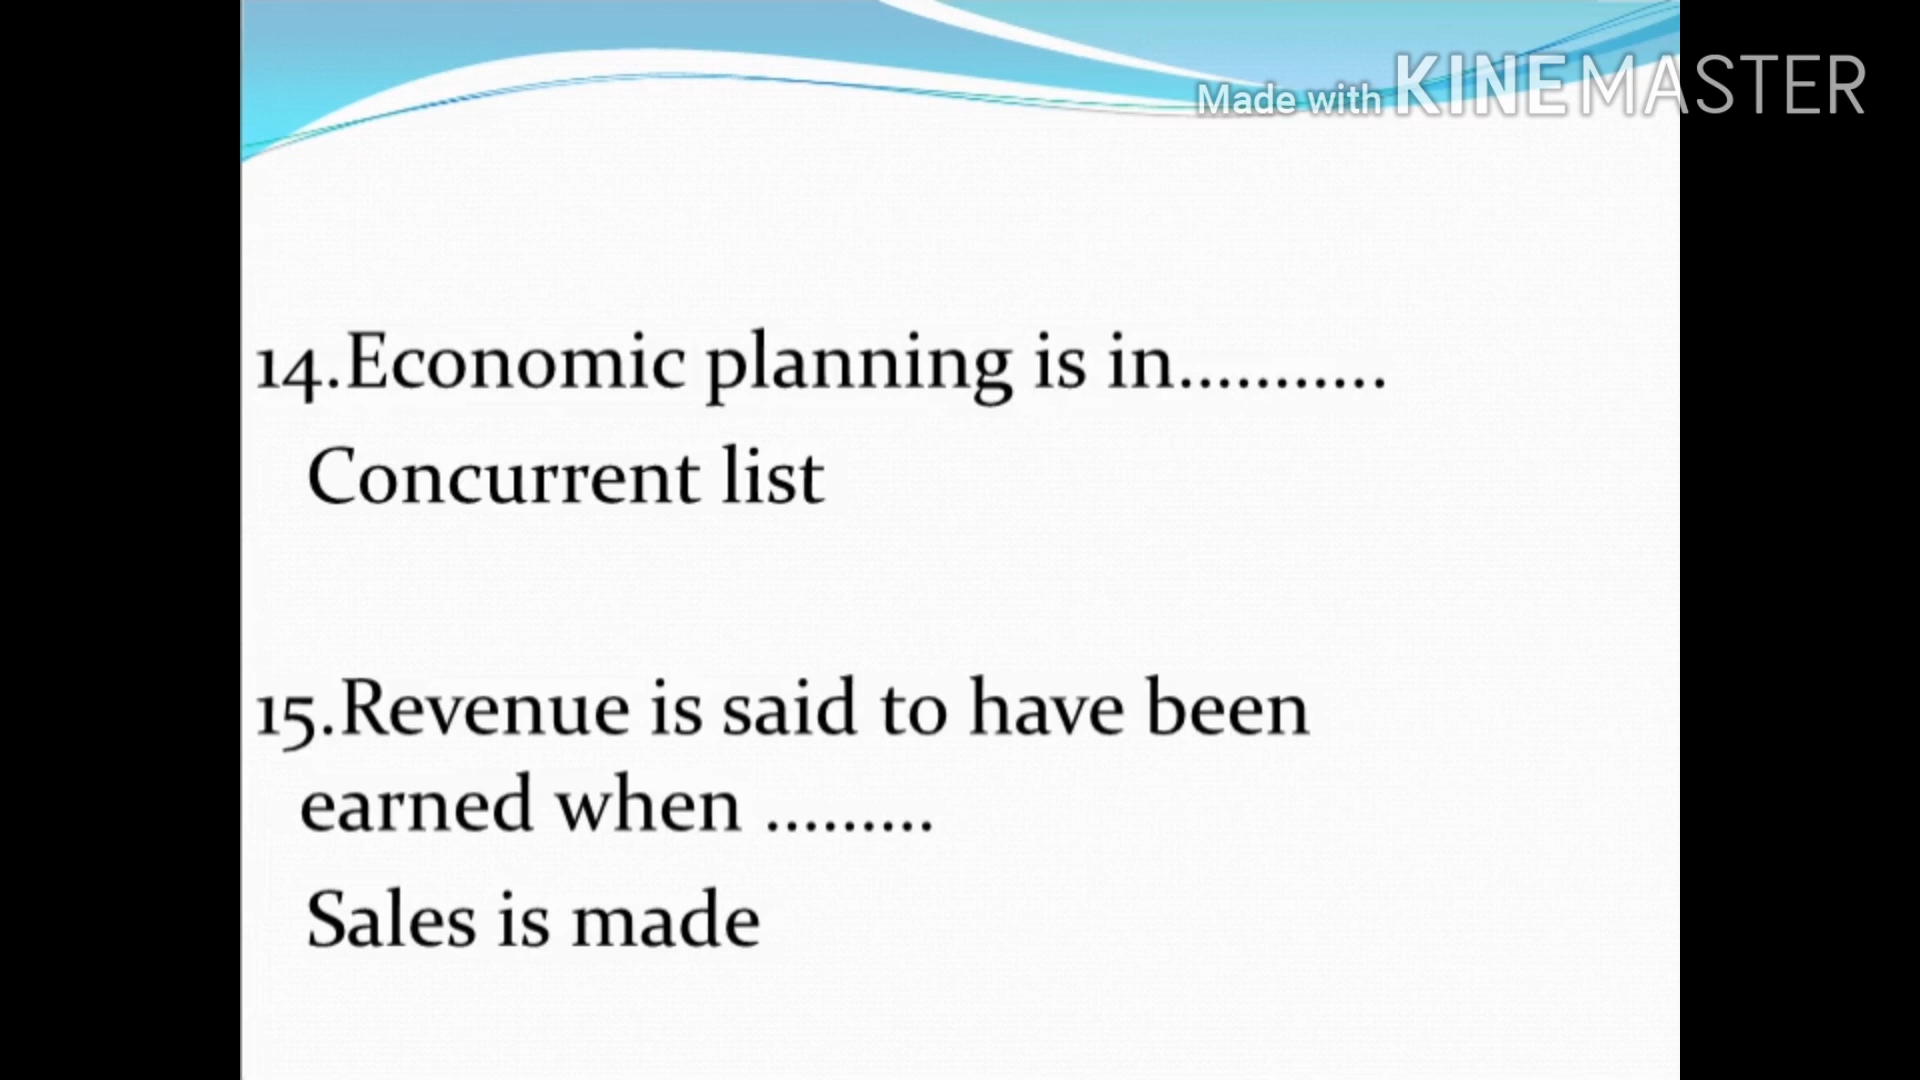 Made with KINEMASTER
14.Economic planning is in...........
Concurrent list
15.Revenue is said to have been
earned when .........
Sales is made